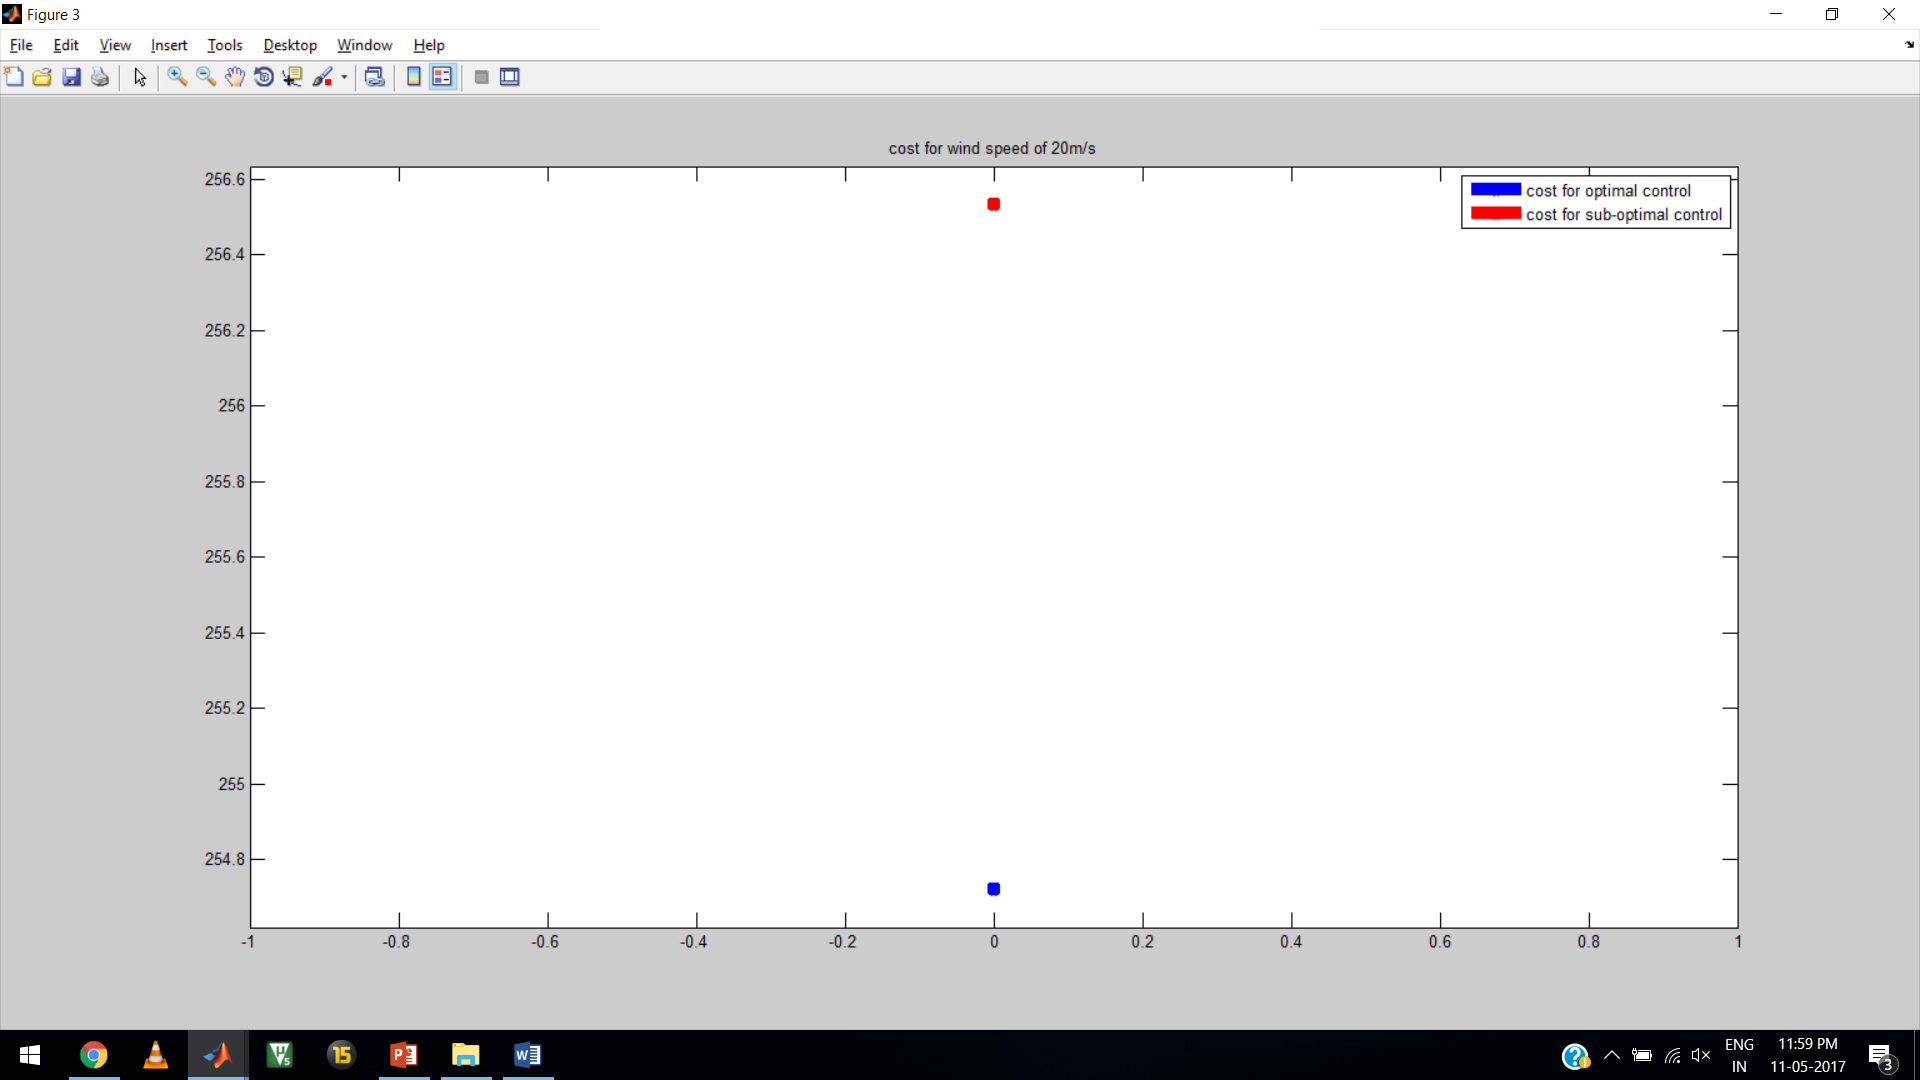 Figure 3
File Edit View Insert Tools Desktop Window Help
cost for wind speed of 20m/s
256.6
256.4
256.2
256
255.8
255.6
255.4
255.2
255
254.8
cost for optimal control
cost for sub-optimal control
-1 -0.8 -0.6 -0.4 -0.2 0 0.2 0.4 0.6 0.8 1
15
ENG
IN
11:59 PM
11-05-2017
3